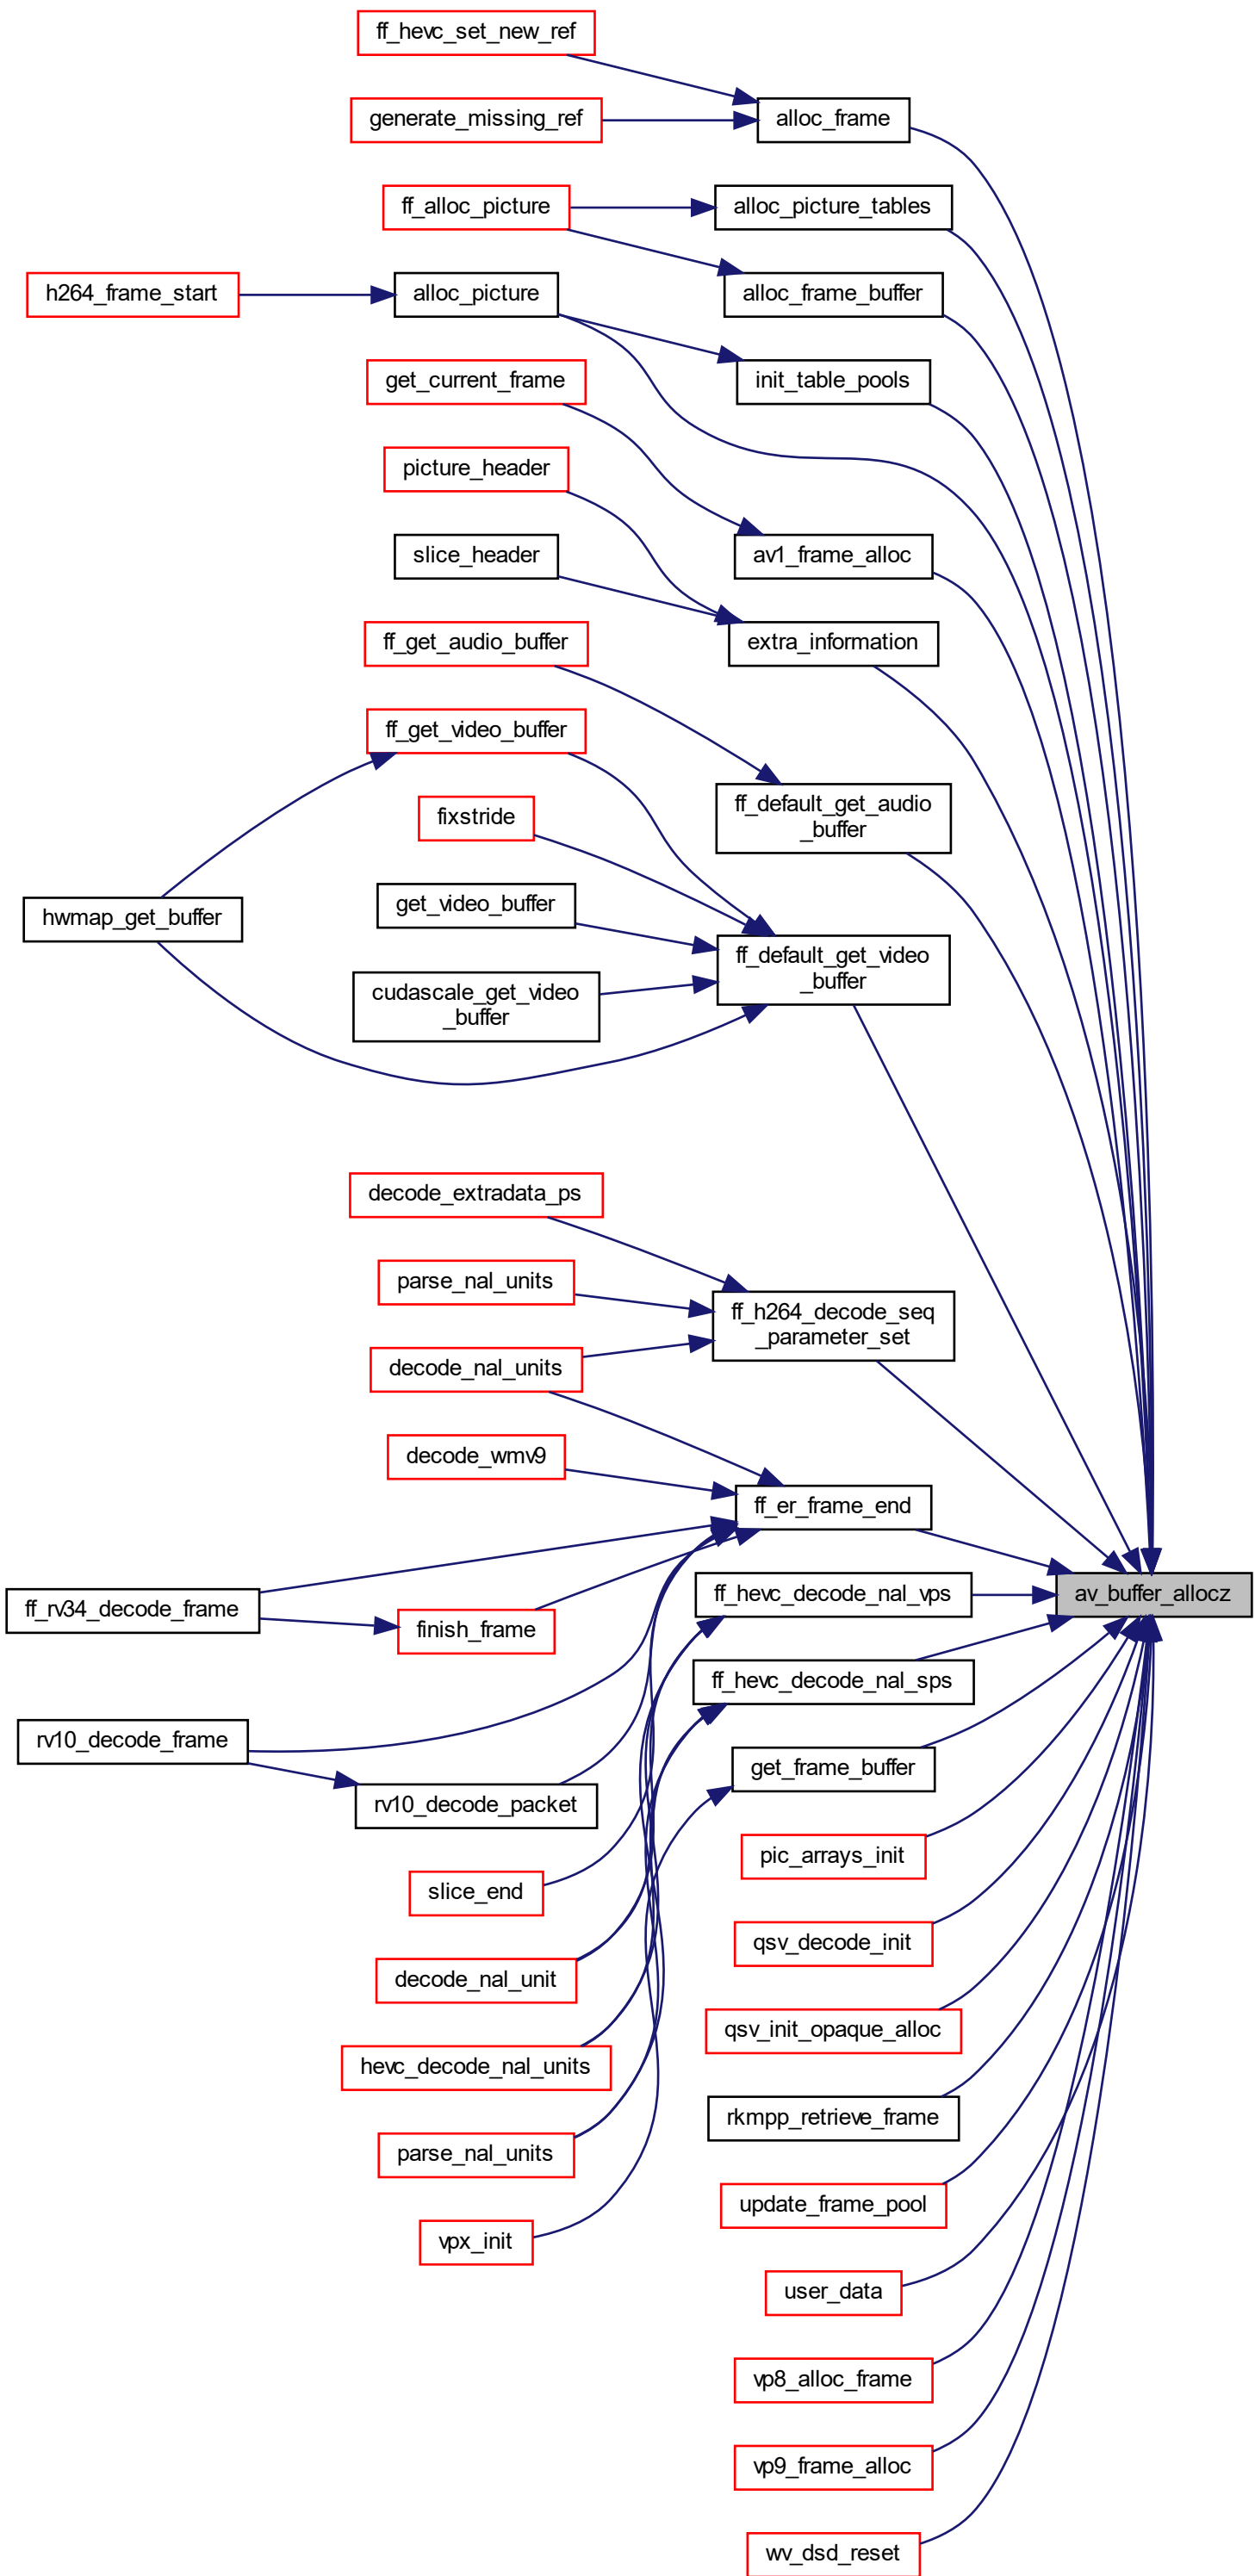 ff_hevc_set_new_ref
generate_missing_ref
alloc_frame
ff_alloc_picture
alloc_picture_tables
h264_frame_start
alloc_picture
alloc_frame_buffer
get_current_frame
init_table_pools
picture_header
slice_header
av1_frame_alloc
ff_get_audio_buffer
extra_information
ff_get_video_buffer
fixstride
ff_default_get_audio
_buffer
hwmap_get_buffer
get_video_buffer
ff_default_get_video
_buffer
cudascale_get_video
_buffer
decode_extradata_ps
parse_nal_units
ff_h264_decode_seq
_parameter_set
decode_nal_units
decode_wmv9
ff_er_frame_end
ff_rv34_decode_frame
finish_frame
ff_hevc_decode_nal_vps
av_buffer_allocz
ff_hevc_decode_nal_sps
rv10_decode_frame
rv10_decode_packet
get_frame_buffer
slice_end
pic_arrays_init
decode_nal_unit
qsv_decode_init
hevc_decode_nal_units
qsv_init_opaque_alloc
parse_nal_units
rkmpp_retrieve_frame
vpx_init
update_frame_pool
user_data
vp8_alloc_frame
vp9_frame_alloc
wv_dsd_reset